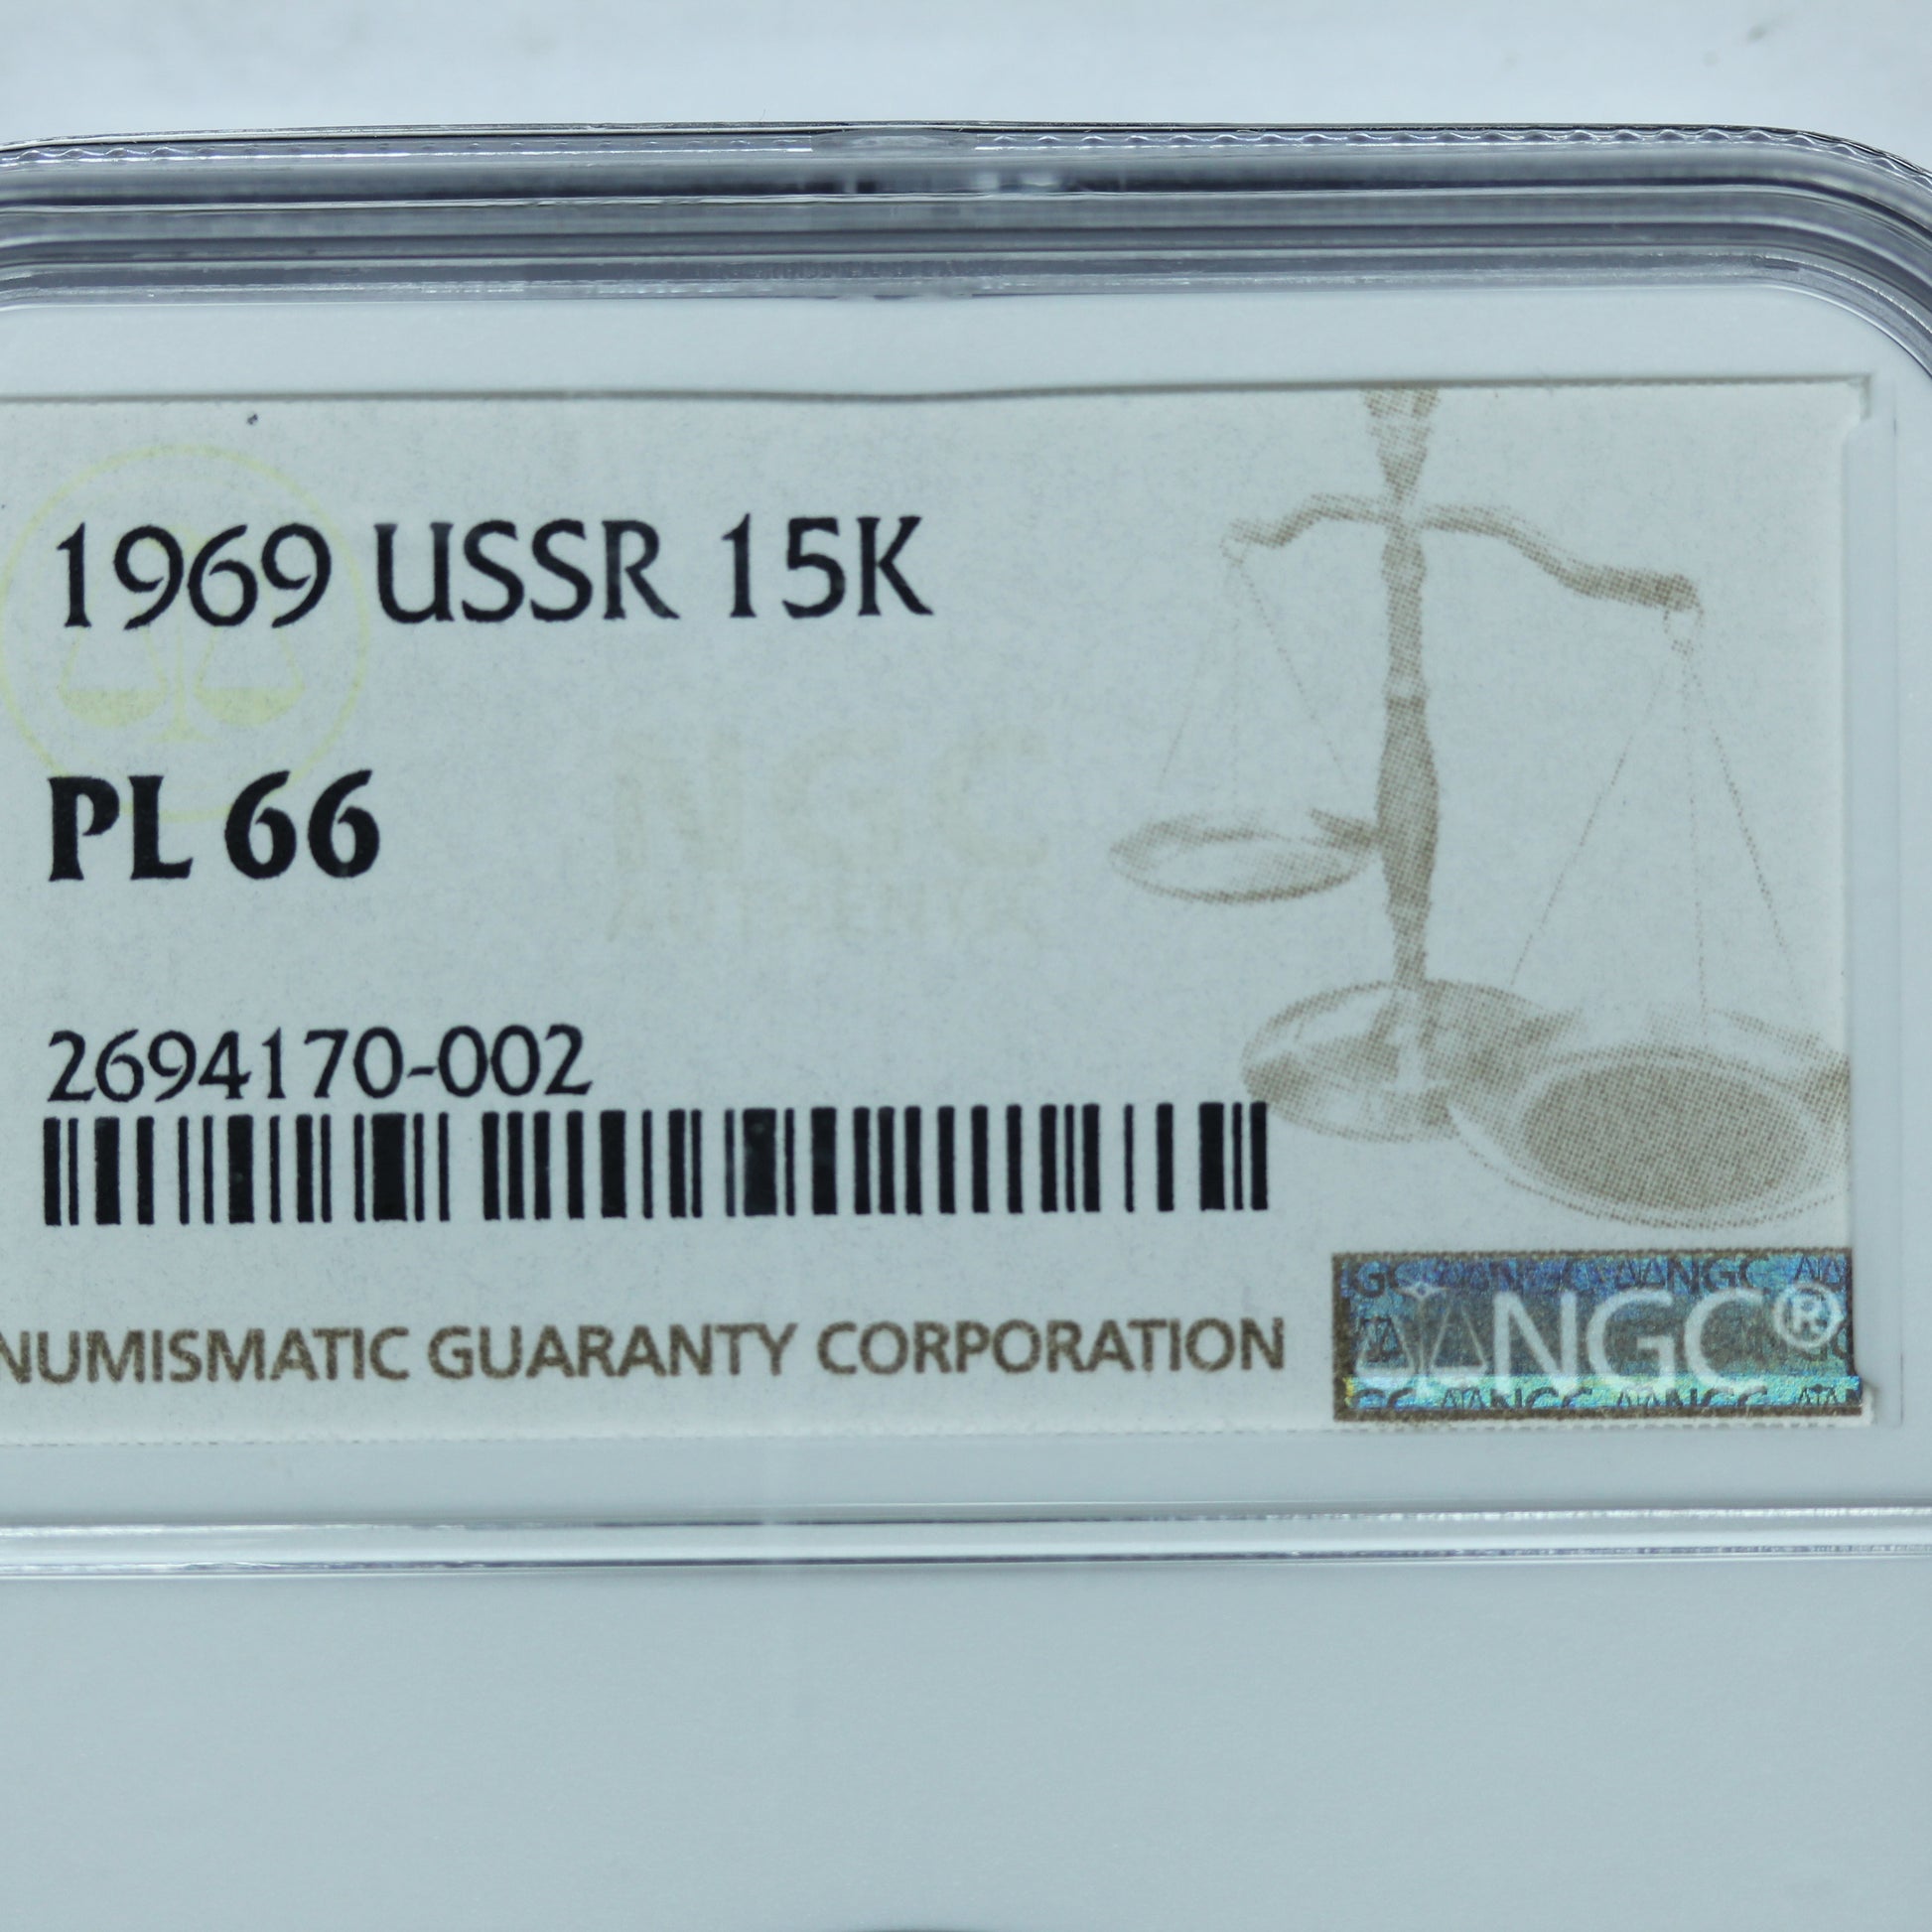 1969 USSR 15K
PL 66
2694170-002
NUMISMATIC GUARANTY CORPORATION
NGC®